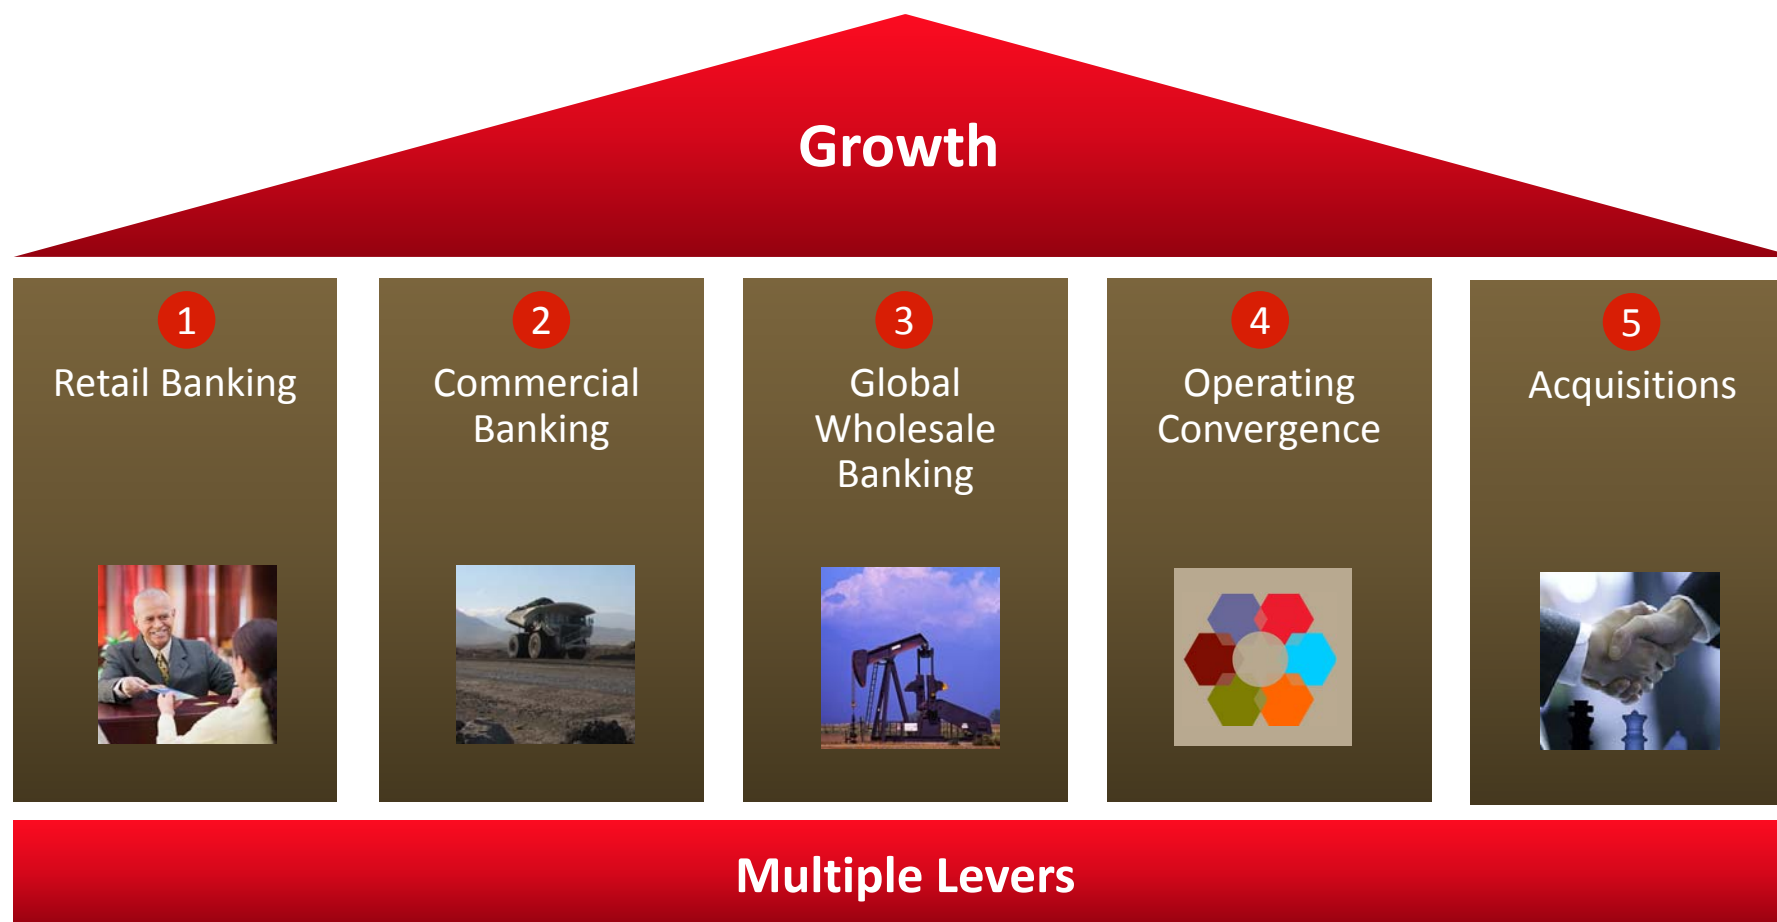 Growth
1
Retail Banking
2
Commercial
Banking
3
Global
Wholesale
Banking
4
Operating
Convergence
5
Acquisitions
Multiple Levers